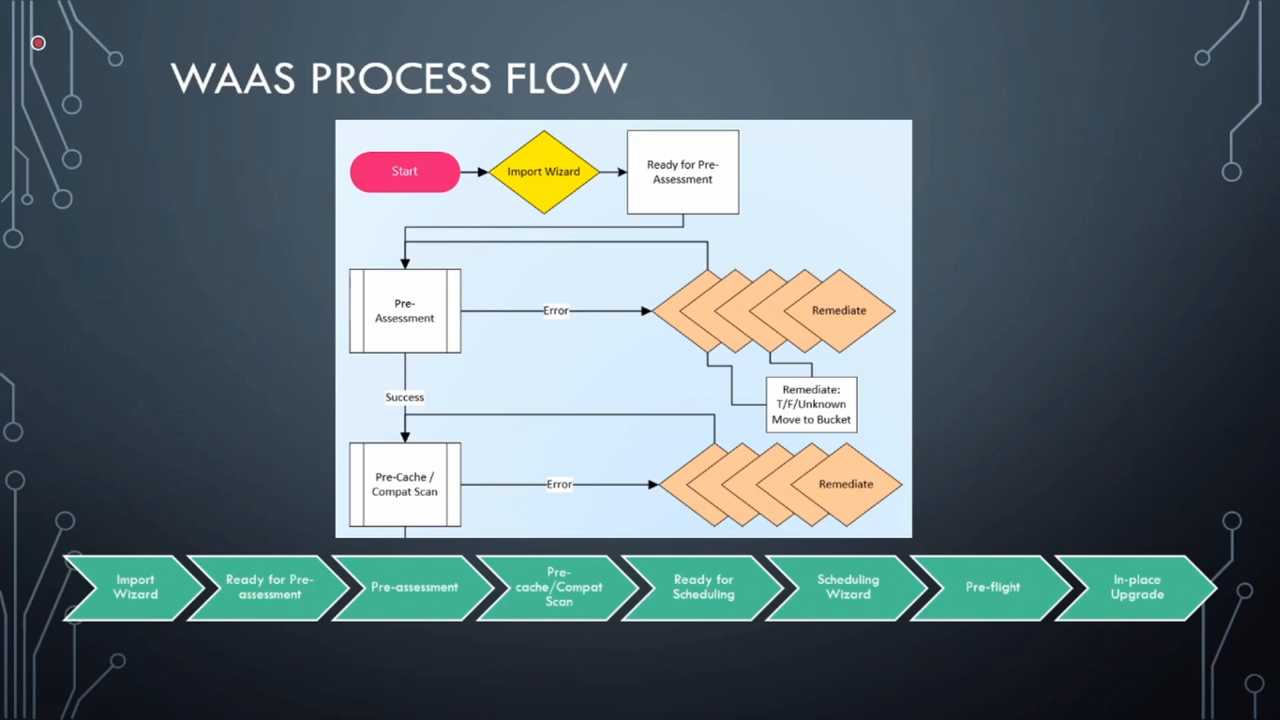 WAAS PROCESS FLOW
Start
Import Wizard
Ready for Pre-
Assessment
Pre-
Assessment
Error
Remediate
Success
Remediate:
T/F/Unknown
Move to Bucket
Pre-Cache /
Compat Scan
Error
Remediate
Import
Wizard
Ready for Pre-
assessment
Pre-assessment
Pre-
cache/Compat
Scan
Ready for
Scheduling
Scheduling
Wizard
Pre-flight
In-place
Upgrade